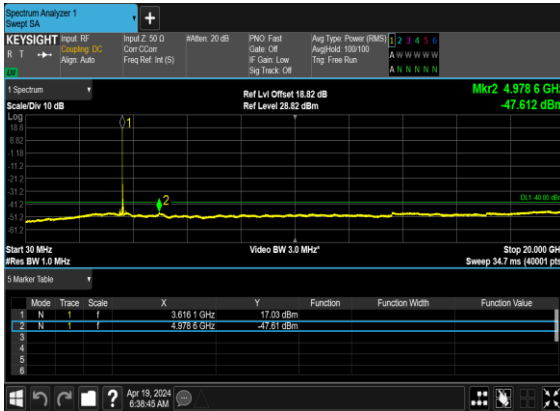 Spectrum Analyzer 1
Swept SA
+
KEYSIGHT Input: RF Input Z: 50 Ω #Atten: 20 dB PNO: Fast Avg Type: Power (RMS) 1 2 3 4 5 6
R T Coupling: DC Corr CCorr Gate: Off Avg|Hold: 100/100 A W W W W W
Align: Auto Freq Ref: Int (S) IF Gain: Low Trig: Free Run
Sig Track: Off A N N N N N
1 Spectrum Ref Lvl Offset 18.82 dB Mkr2 4.978 6 GHz
Scale/Div 10 dB Ref Level 28.82 dBm -47.612 dBm
Log
18.8
8.82
-1.18
-11.2
-21.2
-31.2
-41.2
-51.2
-61.2
1
2
DL1 -40.00 dBm
Start 30 MHz Video BW 3.0 MHz* Stop 20.000 GHz
#Res BW 1.0 MHz Sweep 34.7 ms (40001 pts)
5 Marker Table
Mode Trace Scale X Y Function Function Width Function Value
1 N 1 f 3.616 1 GHz 17.03 dBm
2 N 1 f 4.978 6 GHz -47.61 dBm
3
4
5
6
? Apr 19, 2024
6:38:45 AM